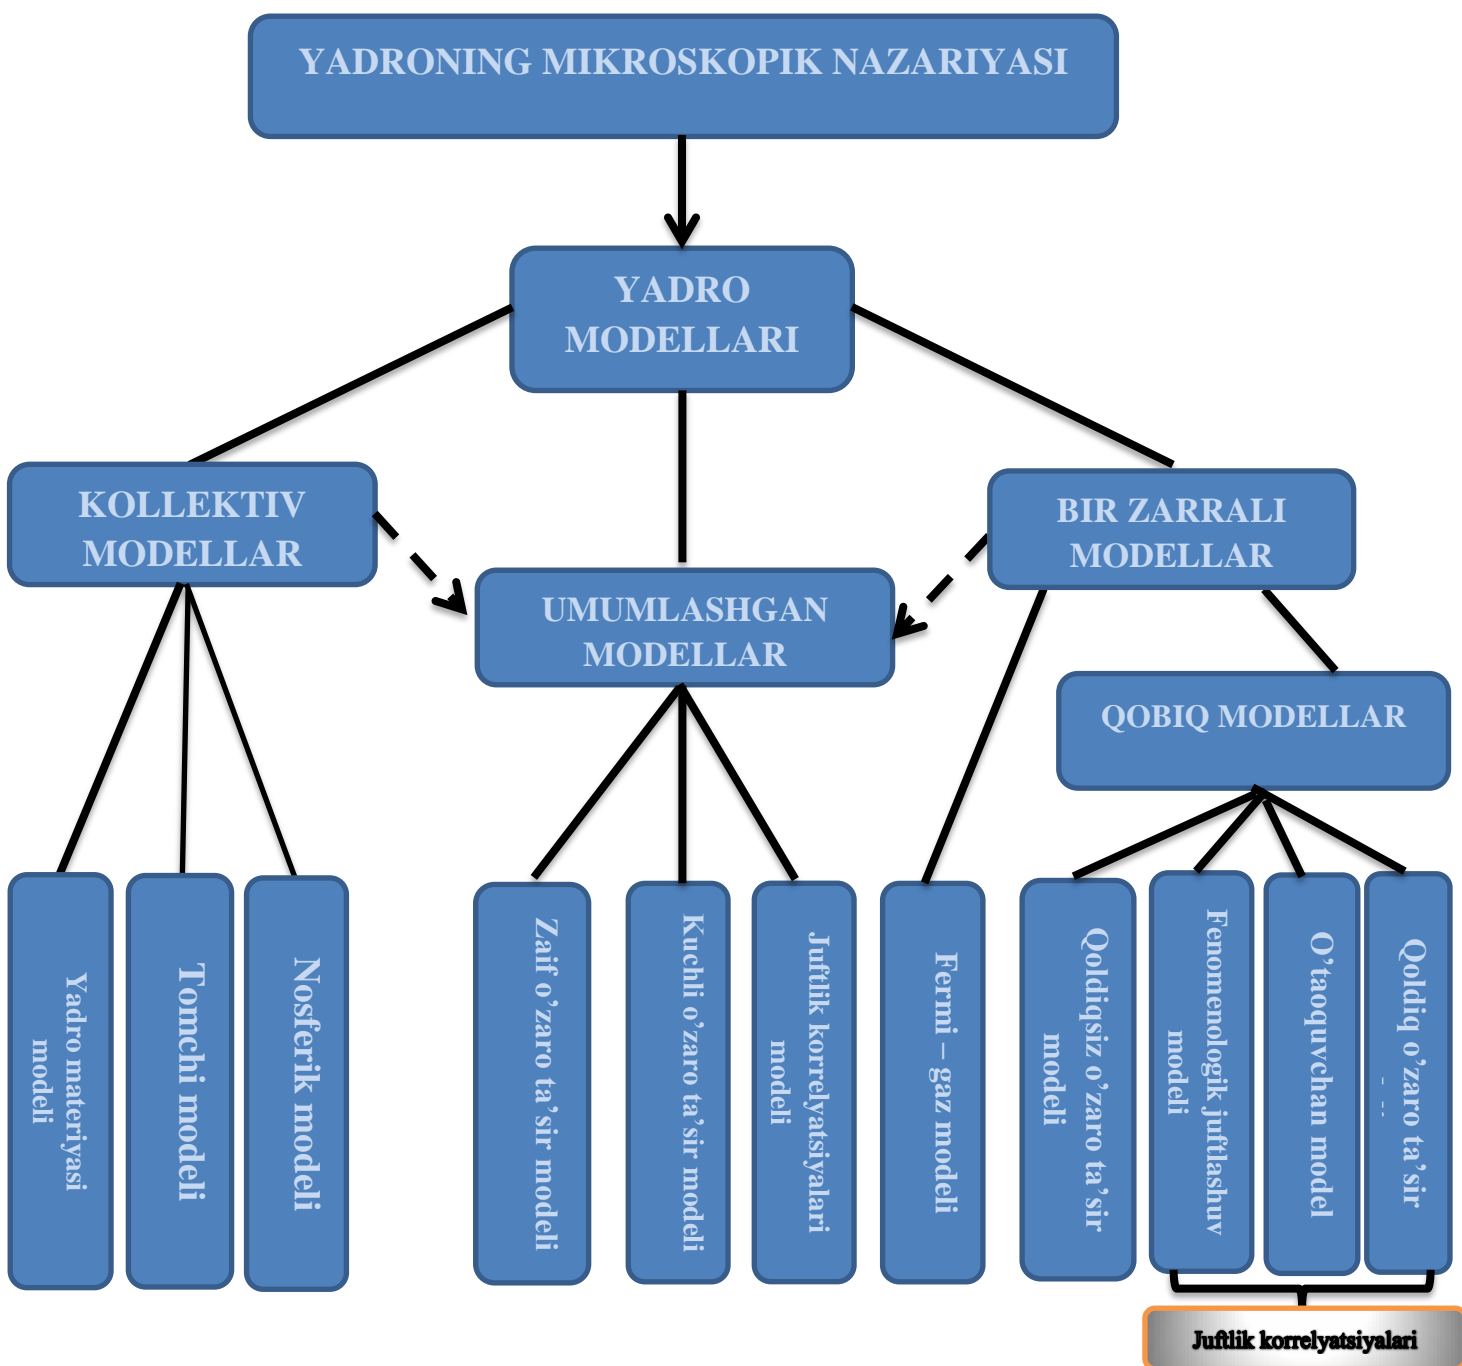 YADRONING MIKROSKOPIK NAZARIYASI
YADRO
MODELLARI
KOLLEKTIV
MODELLAR
BIR ZARRALI
MODELLAR
UMUMLASHGAN
MODELLAR
QOBIQ MODELLAR
Yadro materiyasi
modeli
Tomchi modeli
Nosferik modeli
Zaif o’zaro ta’sir modeli
Kuchli o’zaro ta’sir modeli
Juftlik korrelyatsiyalari
modeli
Fermi – gaz modeli
Qoldiqsiz o’zaro ta’sir
modeli
Fenomenologik juftlashuv
modeli
O’taoquvchan model
Qoldiq o’zaro ta’sir
Juftlik korrelyatsiyalari